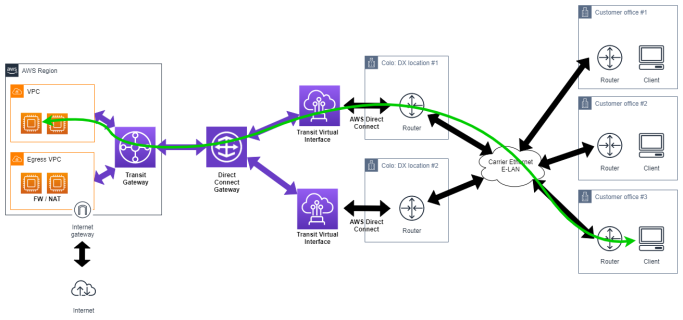 aws
AWS Region
VPC
Egress VPC
FW / NAT
Internet
gateway
Internet
Transit
Gateway
Direct
Connect
Gateway
Transit Virtual
Interface
Transit Virtual
Interface
AWS Direct
Connect
AWS Direct
Connect
Colo: DX location #1
Router
Colo: DX location #2
Router
Carrier Ethernet
E-LAN
Customer office #1
Router
Client
Customer office #2
Router
Client
Customer office #3
Router
Client